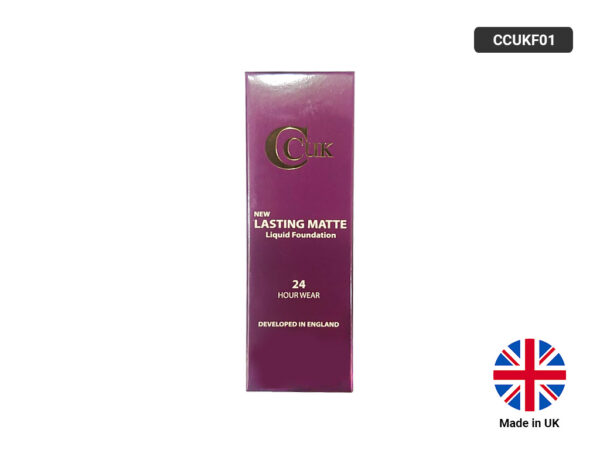 CCUKF01
CCUK
NEW
LASTING MATTE
Liquid Foundation
24
HOUR WEAR
DEVELOPED IN ENGLAND
Made in UK